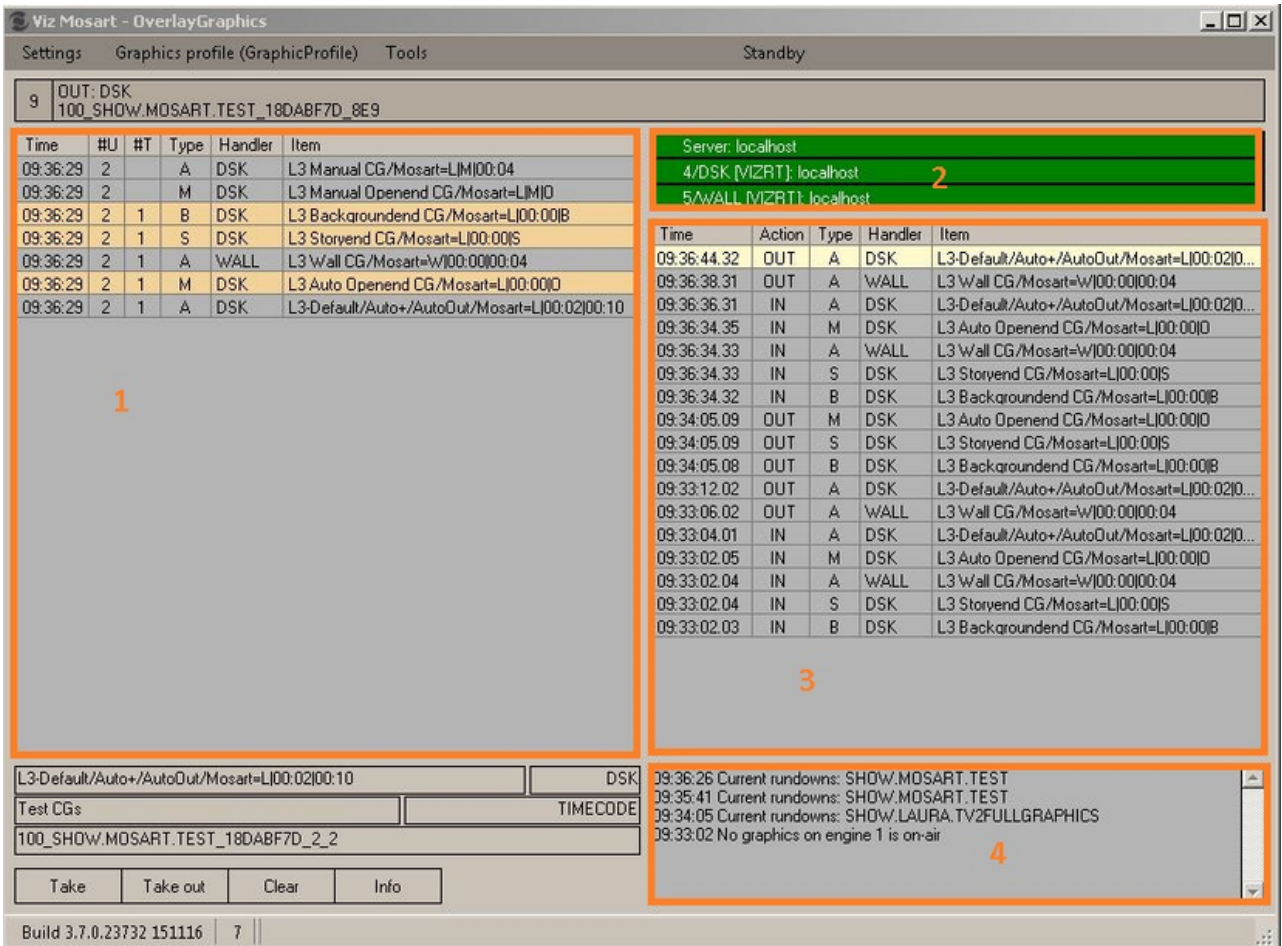 Viz Mosart - OverlayGraphics
Settings Graphics profile (GraphicProfile) Tools Standby
9 OUT: DSK
100_SHOW.MOSART.TEST_18DABF7D_8E9
Time #U #T Type Handler Item
09:36:29 2 A DSK L3 Manual CG/Mosart=L|M|00:04
09:36:29 2 M DSK L3 Manual Openend CG/Mosart=L|M|O
09:36:29 2 1 B DSK L3 Backgroundend CG/Mosart=L|00:00|B
09:36:29 2 1 S DSK L3 Storyend CG/Mosart=L|00:00|S
09:36:29 2 1 A WALL L3 Wall CG/Mosart=W|00:00|00:04
09:36:29 2 1 M DSK L3 Auto Openend CG/Mosart=L|00:00|O
09:36:29 2 1 A DSK L3-Default/Auto+/AutoOut/Mosart=L|00:02|00:10
1
Server: localhost
4/DSK [VIZRT]: localhost
5/WALL [VIZRT]: localhost
2
Time Action Type Handler Item
09:36:44.32 OUT A DSK L3-Default/Auto+/AutoOut/Mosart=L|00:02|0...
09:36:38.31 OUT A WALL L3 Wall CG/Mosart=W|00:00|00:04
09:36:36.31 IN A DSK L3-Default/Auto+/AutoOut/Mosart=L|00:02|0...
09:36:34.35 IN M DSK L3 Auto Openend CG/Mosart=L|00:00|O
09:36:34.33 IN A WALL L3 Wall CG/Mosart=W|00:00|00:04
09:36:34.33 IN S DSK L3 Storyend CG/Mosart=L|00:00|S
09:36:34.32 IN B DSK L3 Backgroundend CG/Mosart=L|00:00|B
09:34:05.09 OUT M DSK L3 Auto Openend CG/Mosart=L|00:00|O
09:34:05.09 OUT S DSK L3 Storyend CG/Mosart=L|00:00|S
09:34:05.08 OUT B DSK L3 Backgroundend CG/Mosart=L|00:00|B
09:33:12.02 OUT A DSK L3-Default/Auto+/AutoOut/Mosart=L|00:02|0...
09:33:06.02 OUT A WALL L3 Wall CG/Mosart=W|00:00|00:04
09:33:04.01 IN A DSK L3-Default/Auto+/AutoOut/Mosart=L|00:02|0...
09:33:02.05 IN M DSK L3 Auto Openend CG/Mosart=L|00:00|O
09:33:02.04 IN A WALL L3 Wall CG/Mosart=W|00:00|00:04
09:33:02.04 IN S DSK L3 Storyend CG/Mosart=L|00:00|S
09:33:02.03 IN B DSK L3 Backgroundend CG/Mosart=L|00:00|B
3
L3-Default/Auto+/AutoOut/Mosart=L|00:02|00:10 DSK
Test CGs TIMECODE
100_SHOW.MOSART.TEST_18DABF7D_2_2
Take Take out Clear Info
09:36:26 Current rundowns: SHOW.MOSART.TEST
09:35:41 Current rundowns: SHOW.MOSART.TEST
09:34:05 Current rundowns: SHOW.LAURA.TV2FULLGRAPHICS
09:33:02 No graphics on engine 1 is on-air
4
Build 3.7.0.23732 151116 7